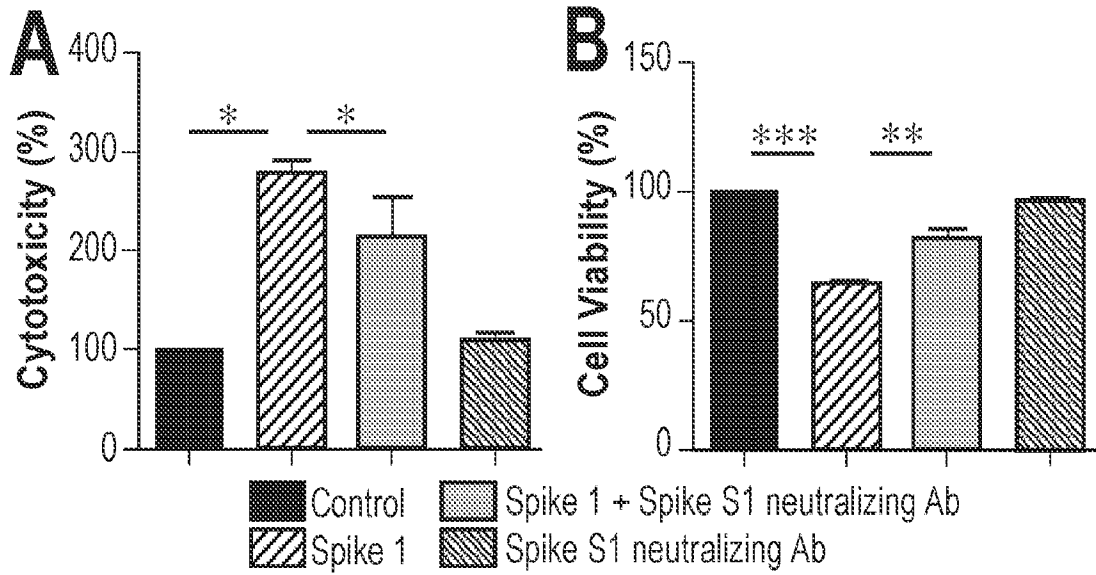 A
Cytotoxicity (%)
400
300
200
100
0
*
*
B
Cell Viability (%)
150
100
50
0
***
**
Control
Spike 1 + Spike S1 neutralizing Ab
Spike 1
Spike S1 neutralizing Ab